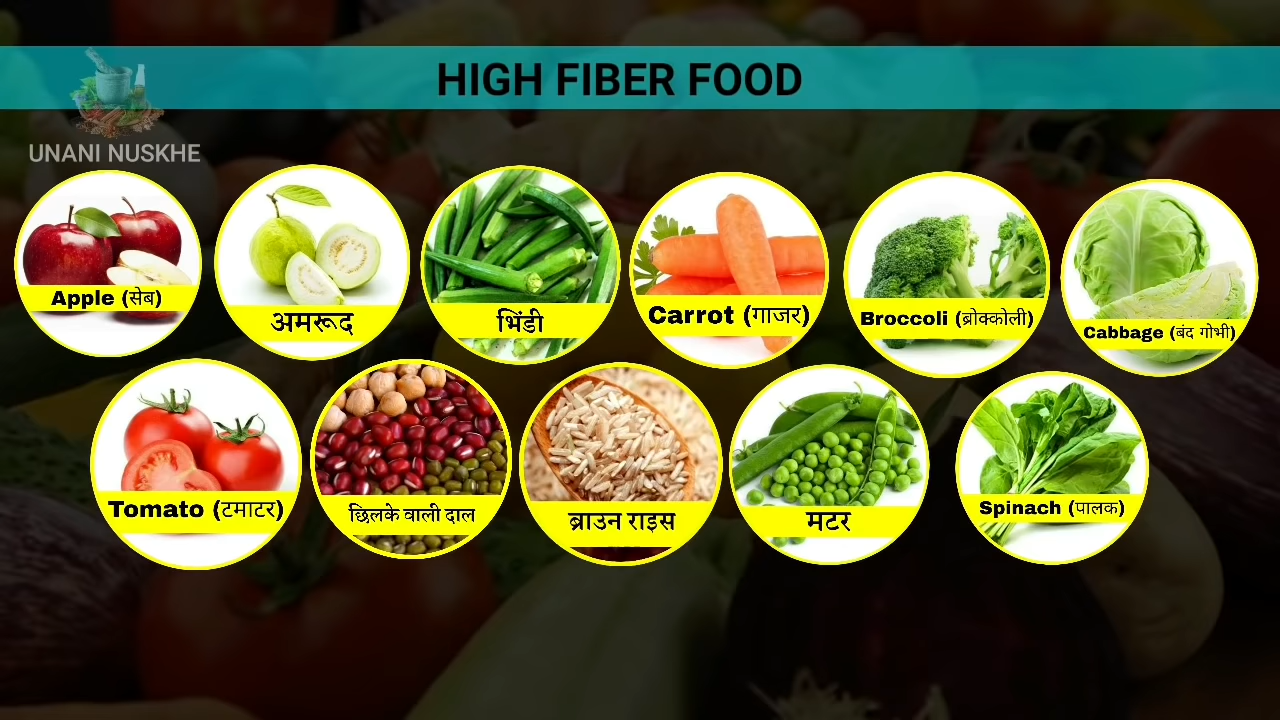 HIGH FIBER FOOD
UNANI NUSKHE
Apple (सेब)
अमरूद
भिंडी
Carrot (गाजर)
Broccoli (ब्रोक्कोली)
Cabbage (बंद गोभी)
Tomato (टमाटर)
छिलके वाली दाल
ब्राउन राइस
मटर
Spinach (पालक)